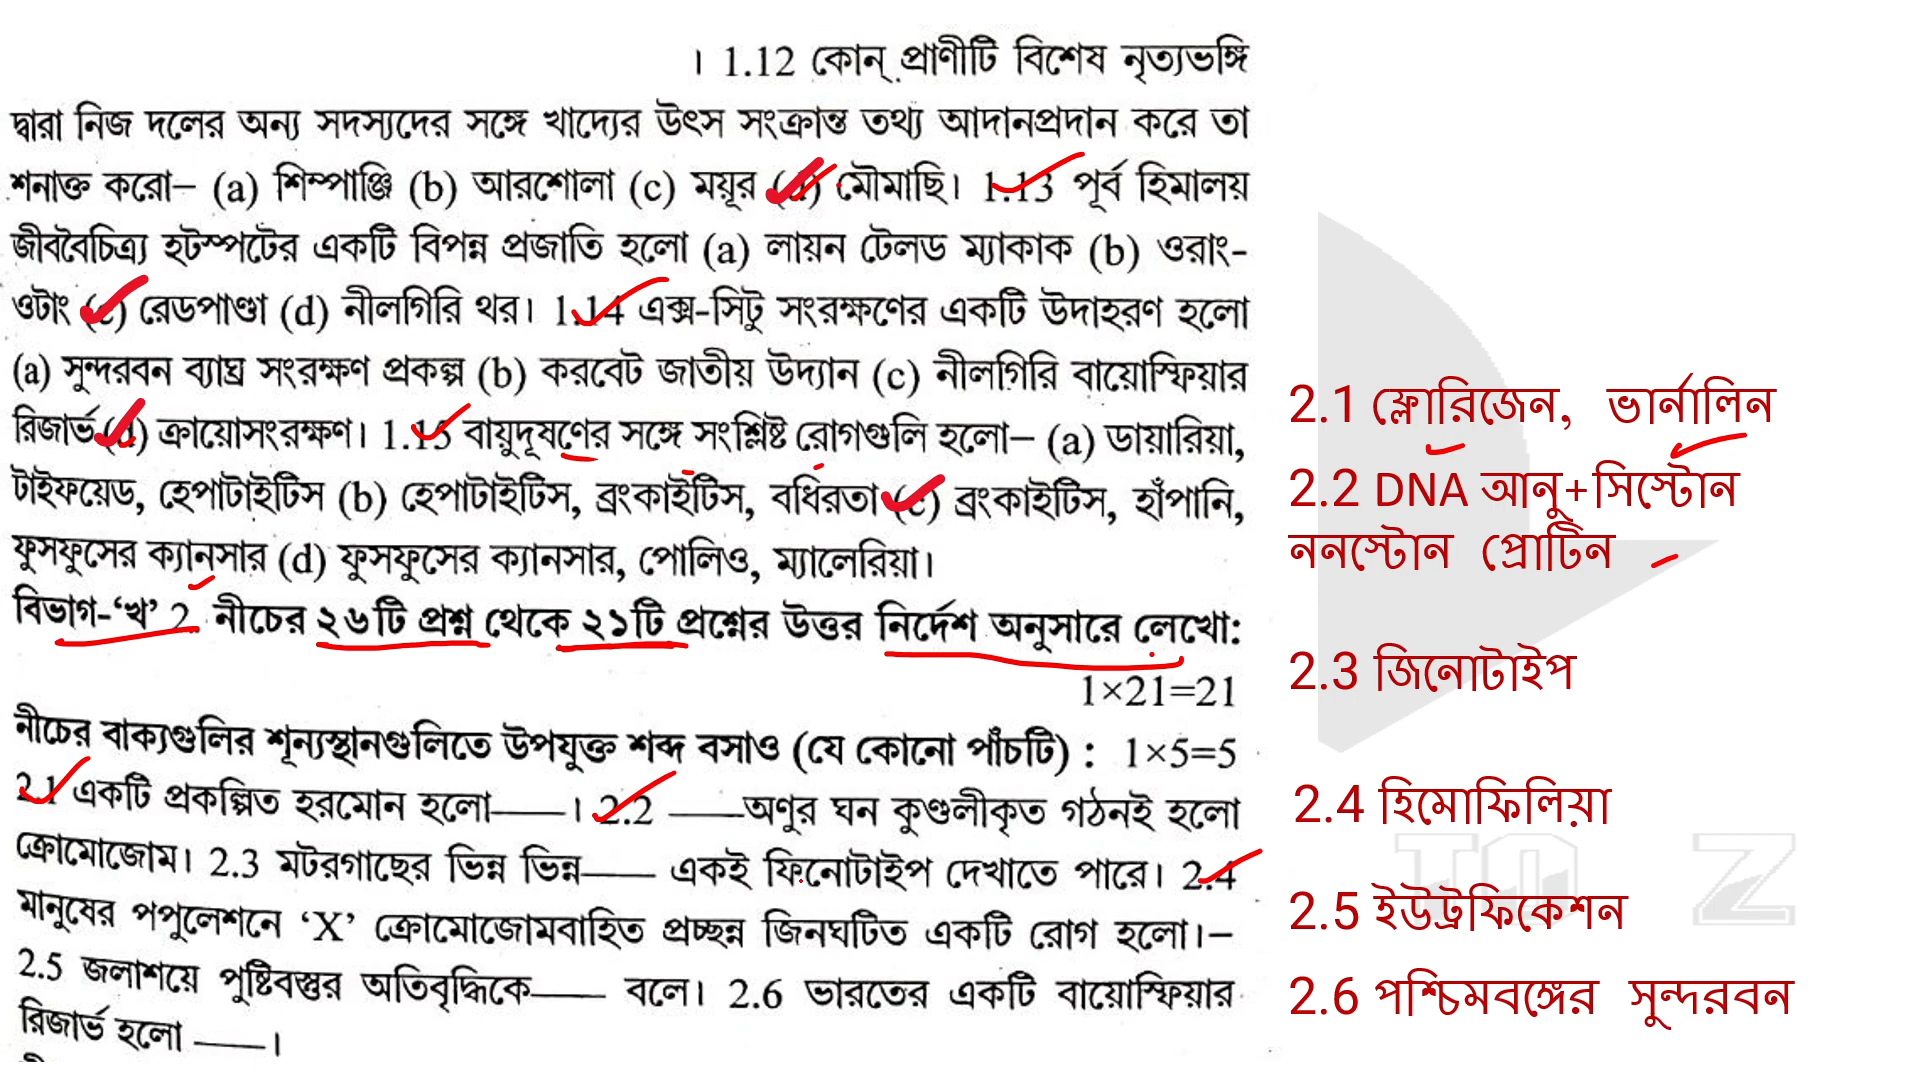 । 1.12 কোন্ প্রাণীটি বিশেষ নৃত্যভঙ্গি
দ্বারা নিজ দলের অন্য সদস্যদের সঙ্গে খাদ্যের উৎস সংক্রান্ত তথ্য আদানপ্রদান করে তা
শনাক্ত করো– (a) শিম্পাঞ্জি (b) আরশোলা (c) ময়ূর (d) মৌমাছি। 1.13 পূর্ব হিমালয়
জীববৈচিত্র্য হটস্পটের একটি বিপন্ন প্রজাতি হলো (a) লায়ন টেলড ম্যাকাক (b) ওরাং-
ওটাং (c) রেডপাণ্ডা (d) নীলগিরি থর। 1.14 এক্স-সিটু সংরক্ষণের একটি উদাহরণ হলো
(a) সুন্দরবন ব্যাঘ্র সংরক্ষণ প্রকল্প (b) করবেট জাতীয় উদ্যান (c) নীলগিরি বায়োস্ফিয়ার
রিজার্ভ (d) ক্রায়োসংরক্ষণ। 1.15 বায়ুদূষণের সঙ্গে সংশ্লিষ্ট রোগগুলি হলো– (a) ডায়ারিয়া,
টাইফয়েড, হেপাটাইটিস (b) হেপাটাইটিস, ব্রংকাইটিস, বধিরতা (c) ব্রংকাইটিস, হাঁপানি,
ফুসফুসের ক্যানসার (d) ফুসফুসের ক্যানসার, পোলিও, ম্যালেরিয়া।
বিভাগ-‘খ’ 2. নীচের ২৬টি প্রশ্ন থেকে ২১টি প্রশ্নের উত্তর নির্দেশ অনুসারে লেখো:
1×21=21
নীচের বাক্যগুলির শূন্যস্থানগুলিতে উপযুক্ত শব্দ বসাও (যে কোনো পাঁচটি) : 1×5=5
2.1 একটি প্রকল্পিত হরমোন হলো——। 2.2 ——অণুর ঘন কুণ্ডলীকৃত গঠনই হলো
ক্রোমোজোম। 2.3 মটরগাছের ভিন্ন ভিন্ন—— একই ফিনোটাইপ দেখাতে পারে। 2.4
মানুষের পপুলেশনে ‘X’ ক্রোমোজোমবাহিত প্রচ্ছন্ন জিনঘটিত একটি রোগ হলো।–
2.5 জলাশয়ে পুষ্টিবস্তুর অতিবৃদ্ধিকে—— বলে। 2.6 ভারতের একটি বায়োস্ফিয়ার
রিজার্ভ হলো ——।
2.1 ফ্লোরিজেন, ভার্নালিন
2.2 DNA আনু+সিস্টোন
ননস্টোন প্রোটিন
2.3 জিনোটাইপ
2.4 হিমোফিলিয়া
TO Z
2.5 ইউট্রফিকেশন
2.6 পশ্চিমবঙ্গের সুন্দরবন